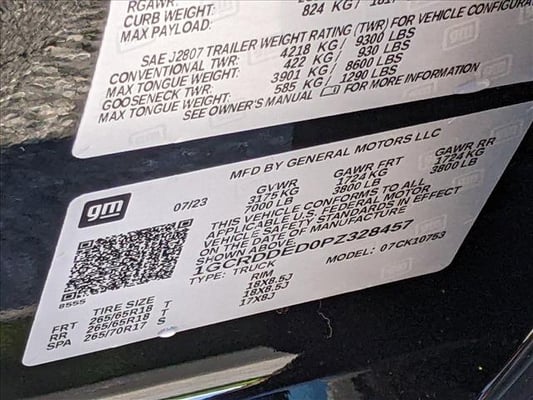 RGAWR:
CURB WEIGHT:
MAX PAYLOAD: 824 KG / 1817
SAE J2807 TRAILER WEIGHT RATING (TWR) FOR VEHICLE CONFIGURA
CONVENTIONAL TWR: 4218 KG / 9300 LBS
MAX TONGUE WEIGHT: 422 KG / 930 LBS
GOOSENECK TWR: 3901 KG / 8600 LBS
MAX TONGUE WEIGHT: 585 KG / 1290 LBS
SEE OWNER'S MANUAL FOR MORE INFORMATION
gm
MFD BY GENERAL MOTORS LLC
07/23 GVWR GAWR FRT GAWR RR
3175 KG 1724 KG 1724 KG
7000 LB 3800 LB 3800 LB
THIS VEHICLE CONFORMS TO ALL
APPLICABLE U.S. FEDERAL MOTOR
VEHICLE SAFETY STANDARDS IN EFFECT
ON THE DATE OF MANUFACTURE
SHOWN ABOVE.
1GCRDDED0PZ328457
TYPE: TRUCK MODEL: 07CK10753
8555
TIRE SIZE RIM
FRT 265/65R18 T 18X8.5J
RR 265/65R18 T 18X8.5J
SPA 265/70R17 S 17X8J